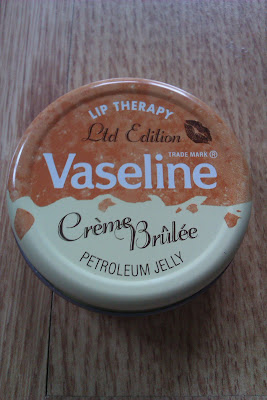 LIP THERAPY
Ltd Edition
TRADE MARK ®
Vaseline
Crème
Brûlée
PETROLEUM JELLY